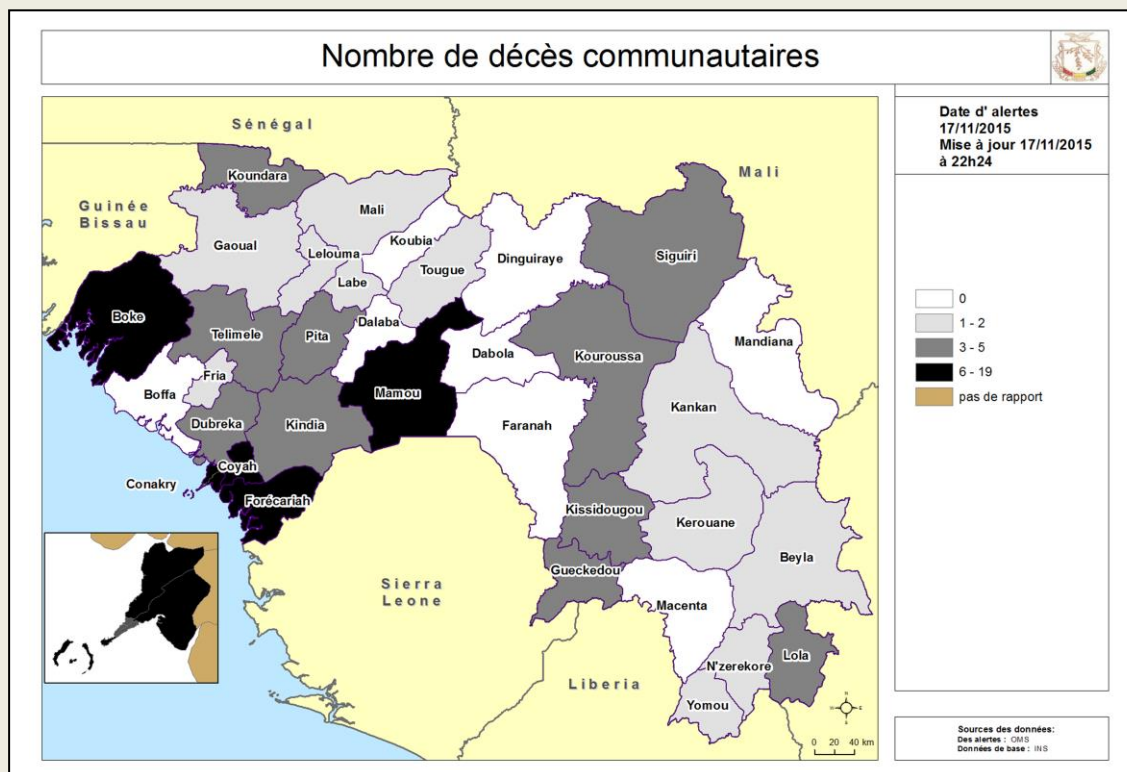 Nombre de décès communautaires
Date d' alertes
17/11/2015
Mise à jour 17/11/2015
à 22h24
0
1 - 2
3 - 5
6 - 19
pas de rapport
Sénégal
Guinée
Bissau
Mali
Koundara
Mali
Gaoual
Koubia
Lelouma
Labe
Tougue
Dinguiraye
Siguiri
Boke
Telimele
Pita
Dalaba
Dabola
Kouroussa
Mandiana
Fria
Boffa
Mamou
Kankan
Faranah
Dubreka
Kindia
Coyah
Conakry
Forécariah
Kissidougou
Kerouane
Beyla
Gueckedou
Sierra
Leone
Macenta
Lola
N'zerekore
Liberia
Yomou
0 20 40 km
Sources des données:
Des alertes : OMS
Données de base : INS